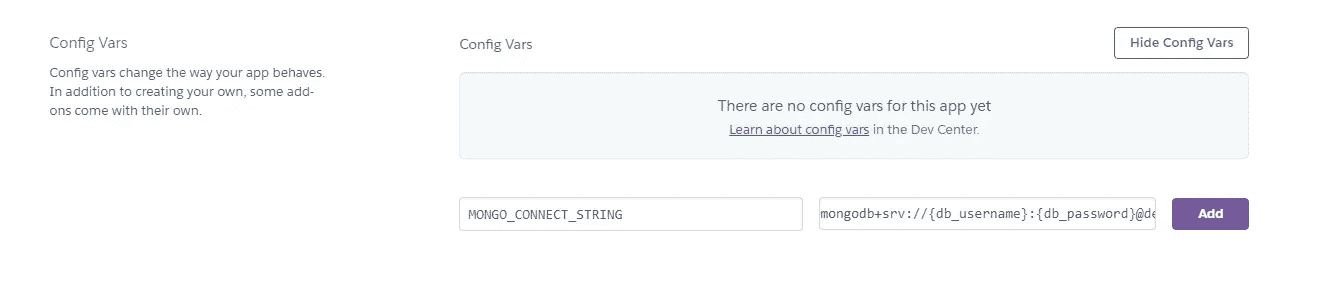 Config Vars
Config vars change the way your app behaves.
In addition to creating your own, some add-
ons come with their own.
Config Vars
Hide Config Vars
There are no config vars for this app yet
Learn about config vars in the Dev Center.
MONGO_CONNECT_STRING
mongodb+srv://{db_username}:{db_password}@de
Add